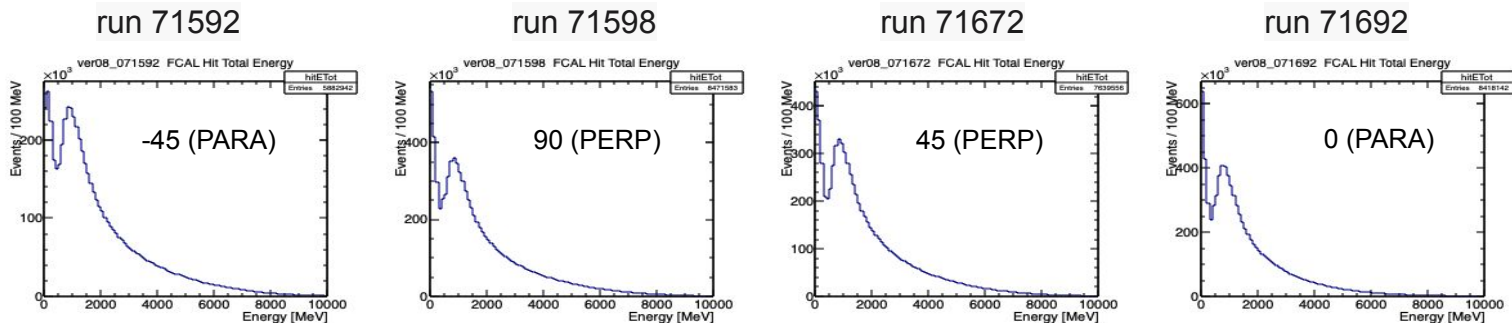 run 71592
ver08_071592 FCAL Hit Total Energy
×10³
hitETot
Entries 5882942
Events / 100 MeV
-45 (PARA)
200
100
0
0 2000 4000 6000 8000 10000
Energy [MeV]
run 71598
ver08_071598 FCAL Hit Total Energy
×10³
hitETot
Entries 8471583
Events / 100 MeV
90 (PERP)
400
200
0
0 2000 4000 6000 8000 10000
Energy [MeV]
run 71672
ver08_071672 FCAL Hit Total Energy
×10³
hitETot
Entries 7639556
Events / 100 MeV
45 (PERP)
400
300
200
100
0
0 2000 4000 6000 8000 10000
Energy [MeV]
run 71692
ver08_071692 FCAL Hit Total Energy
×10³
hitETot
Entries 8418142
Events / 100 MeV
0 (PARA)
600
400
200
0
0 2000 4000 6000 8000 10000
Energy [MeV]